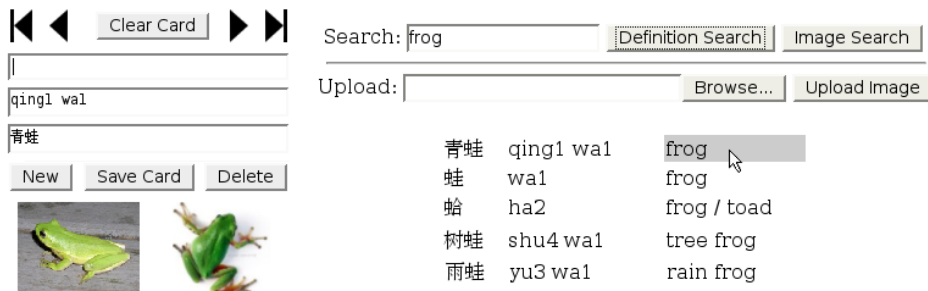 Clear Card
qing1 wa1
青蛙
New Save Card Delete
Search: frog Definition Search Image Search
Upload: Browse... Upload Image
青蛙 qing1 wa1 frog
蛙 wa1 frog
蛤 ha2 frog / toad
树蛙 shu4 wa1 tree frog
雨蛙 yu3 wa1 rain frog